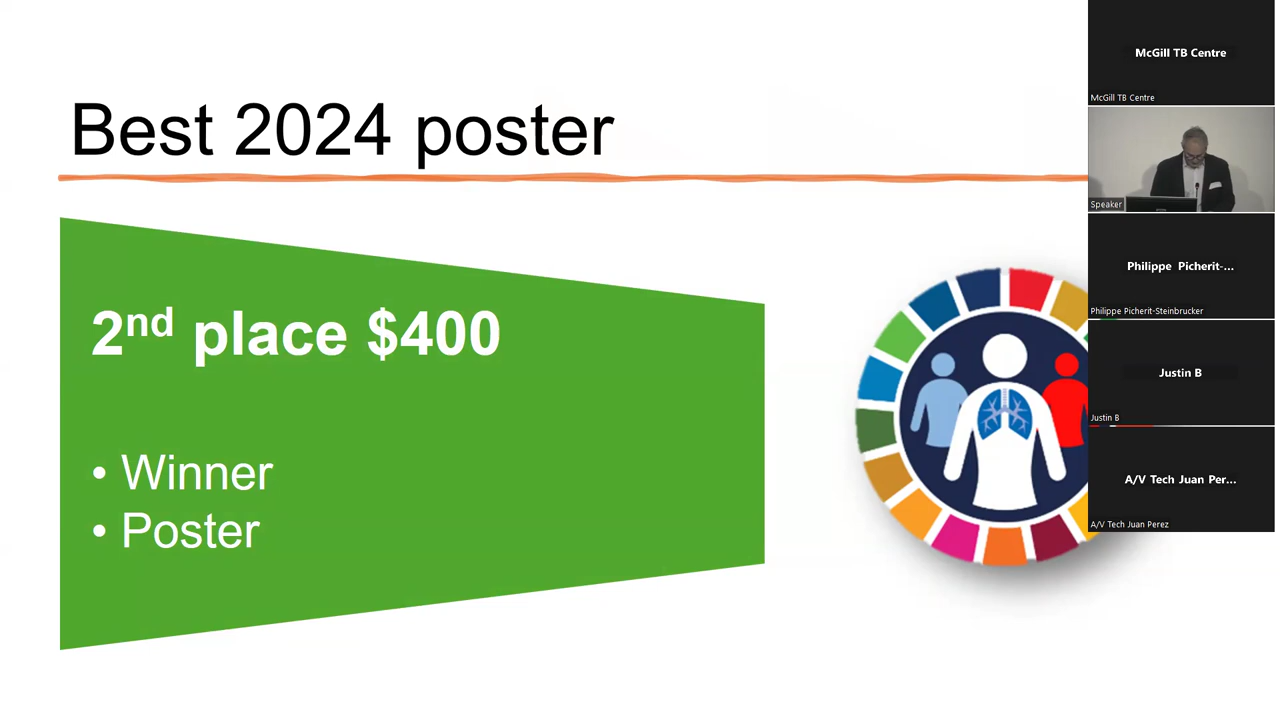 Best 2024 poster
2nd place $400
• Winner
• Poster
McGill TB Centre
McGill TB Centre
Speaker
Philippe Picherit-...
Philippe Picherit-Steinbrucker
Justin B
Justin B
A/V Tech Juan Per...
A/V Tech Juan Perez